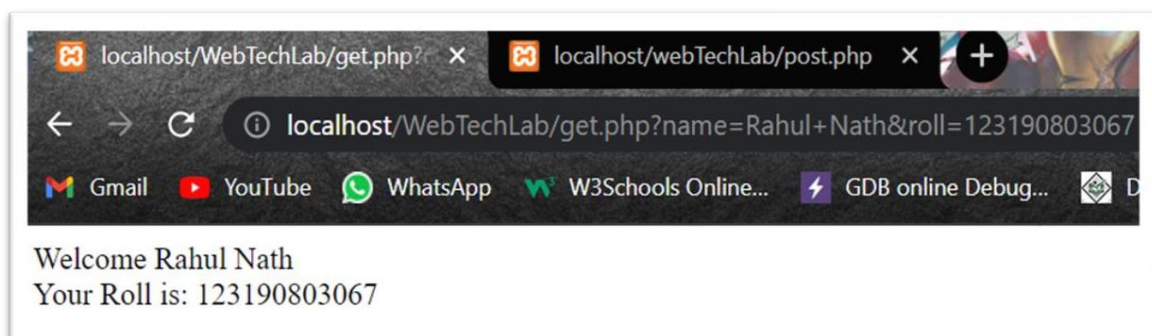 localhost/WebTechLab/get.php? localhost/webTechLab/post.php
localhost/WebTechLab/get.php?name=Rahul+Nath&roll=123190803067
Gmail YouTube WhatsApp W3Schools Online... GDB online Debug... D
Welcome Rahul Nath
Your Roll is: 123190803067